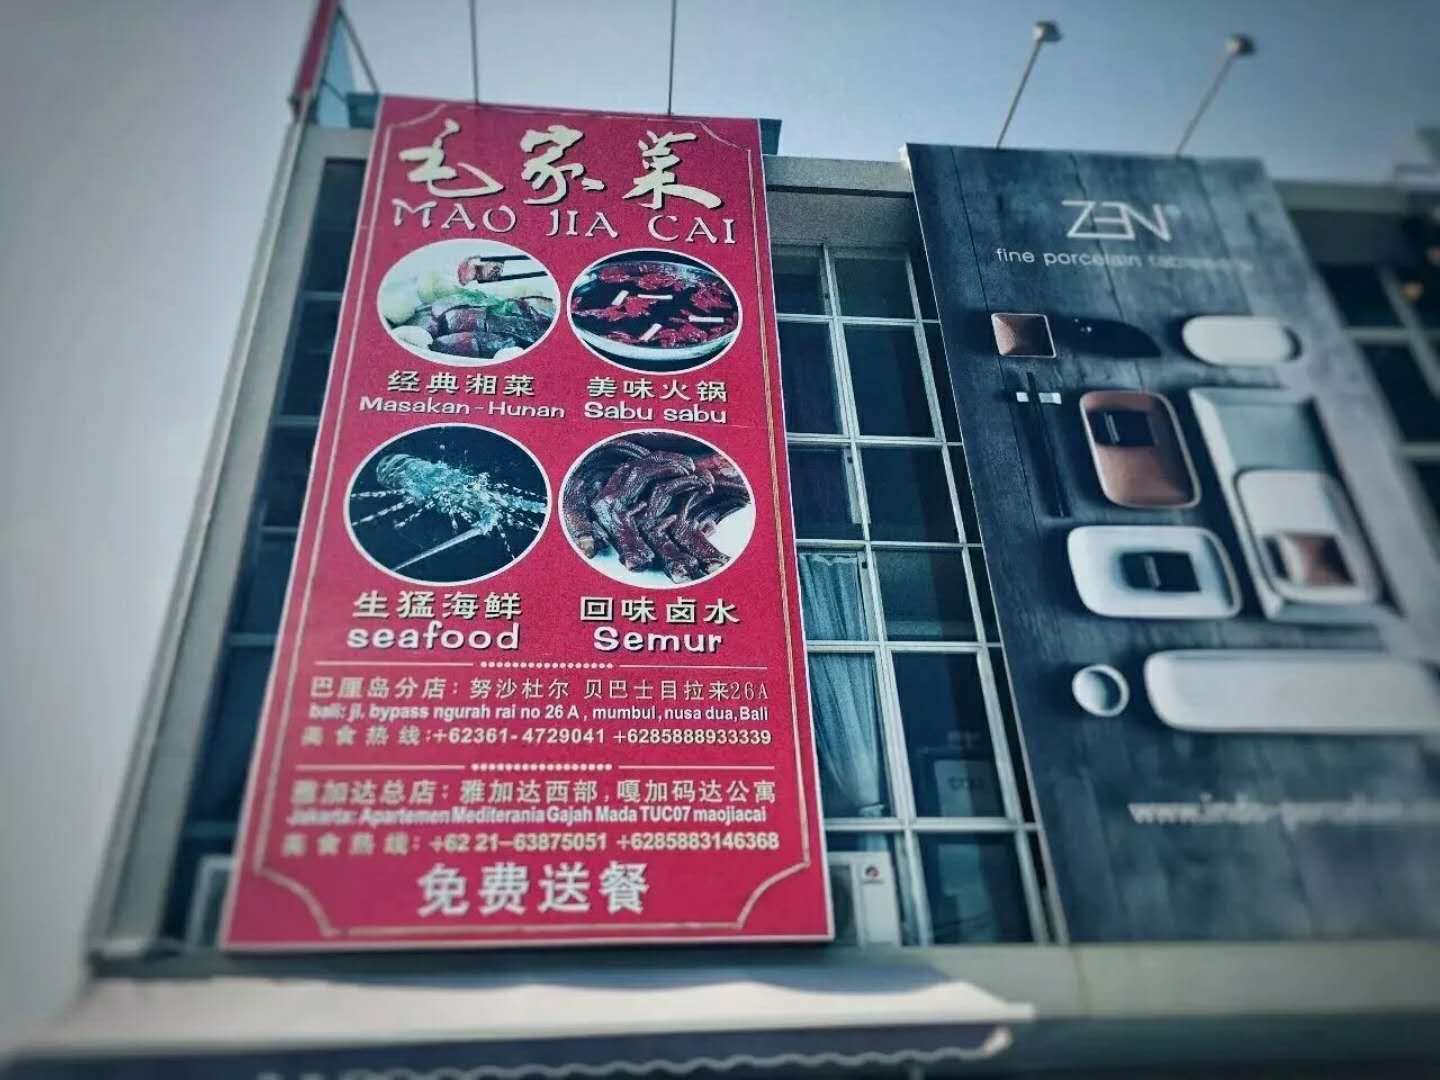 毛家菜
MAO JIA CAI
经典湘菜
Masakan-Hunan
美味火锅
Sabu sabu
生猛海鲜
seafood
回味卤水
Semur
巴厘岛分店：努沙杜尔 贝巴士目拉来26A
bali: jl. bypass ngurah rai no 26 A, mumbul, nusa dua, Bali
美食热线：+62361-4729041 +6285888933339
雅加达总店：雅加达西部，嘎加码达公寓
Jakarta: Apartemen Mediterania Gajah Mada TUC07 maojiacai
美食热线：+62 21-63875051 +6285883146368
免费送餐
ZEN
fine porcelain